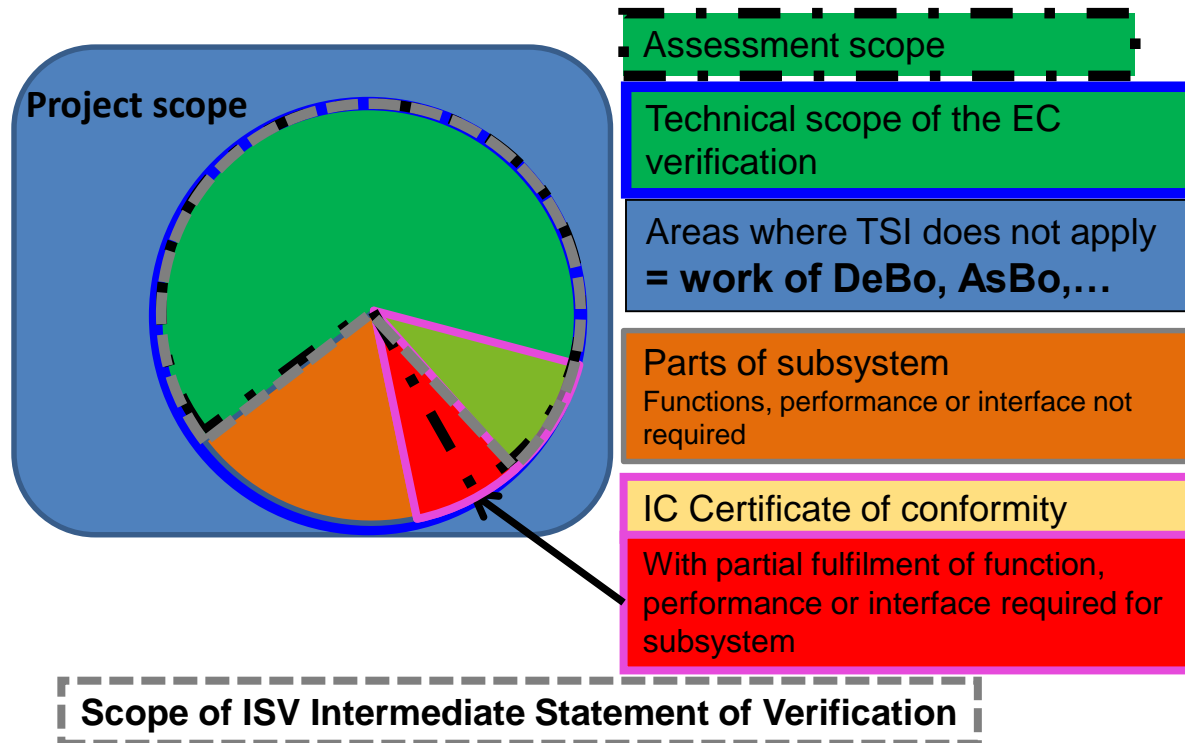 Project scope
Assessment scope
Technical scope of the EC
verification
Areas where TSI does not apply
= work of DeBo, AsBo,…
Parts of subsystem
Functions, performance or interface not
required
IC Certificate of conformity
With partial fulfilment of function,
performance or interface required for
subsystem
Scope of ISV Intermediate Statement of Verification